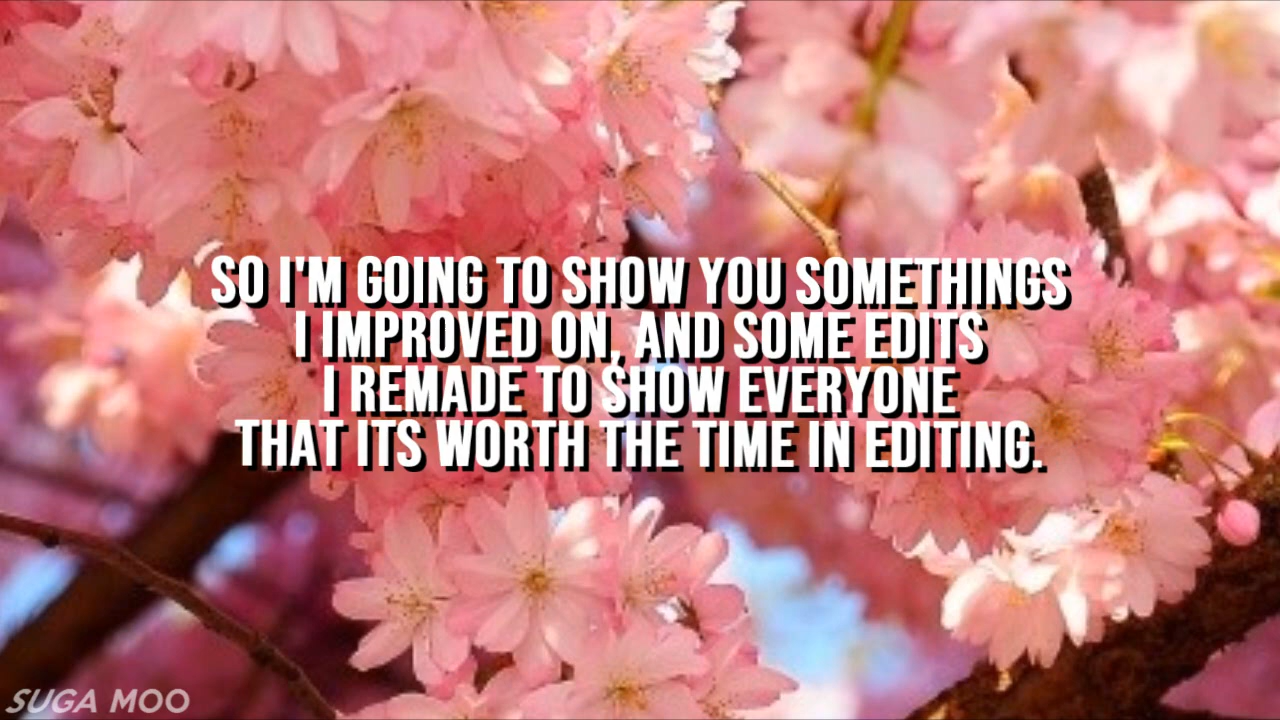 SO I'M GOING TO SHOW YOU SOMETHINGS
I IMPROVED ON, AND SOME EDITS
I REMADE TO SHOW EVERYONE
THAT ITS WORTH THE TIME IN EDITING.
SUGA MOO